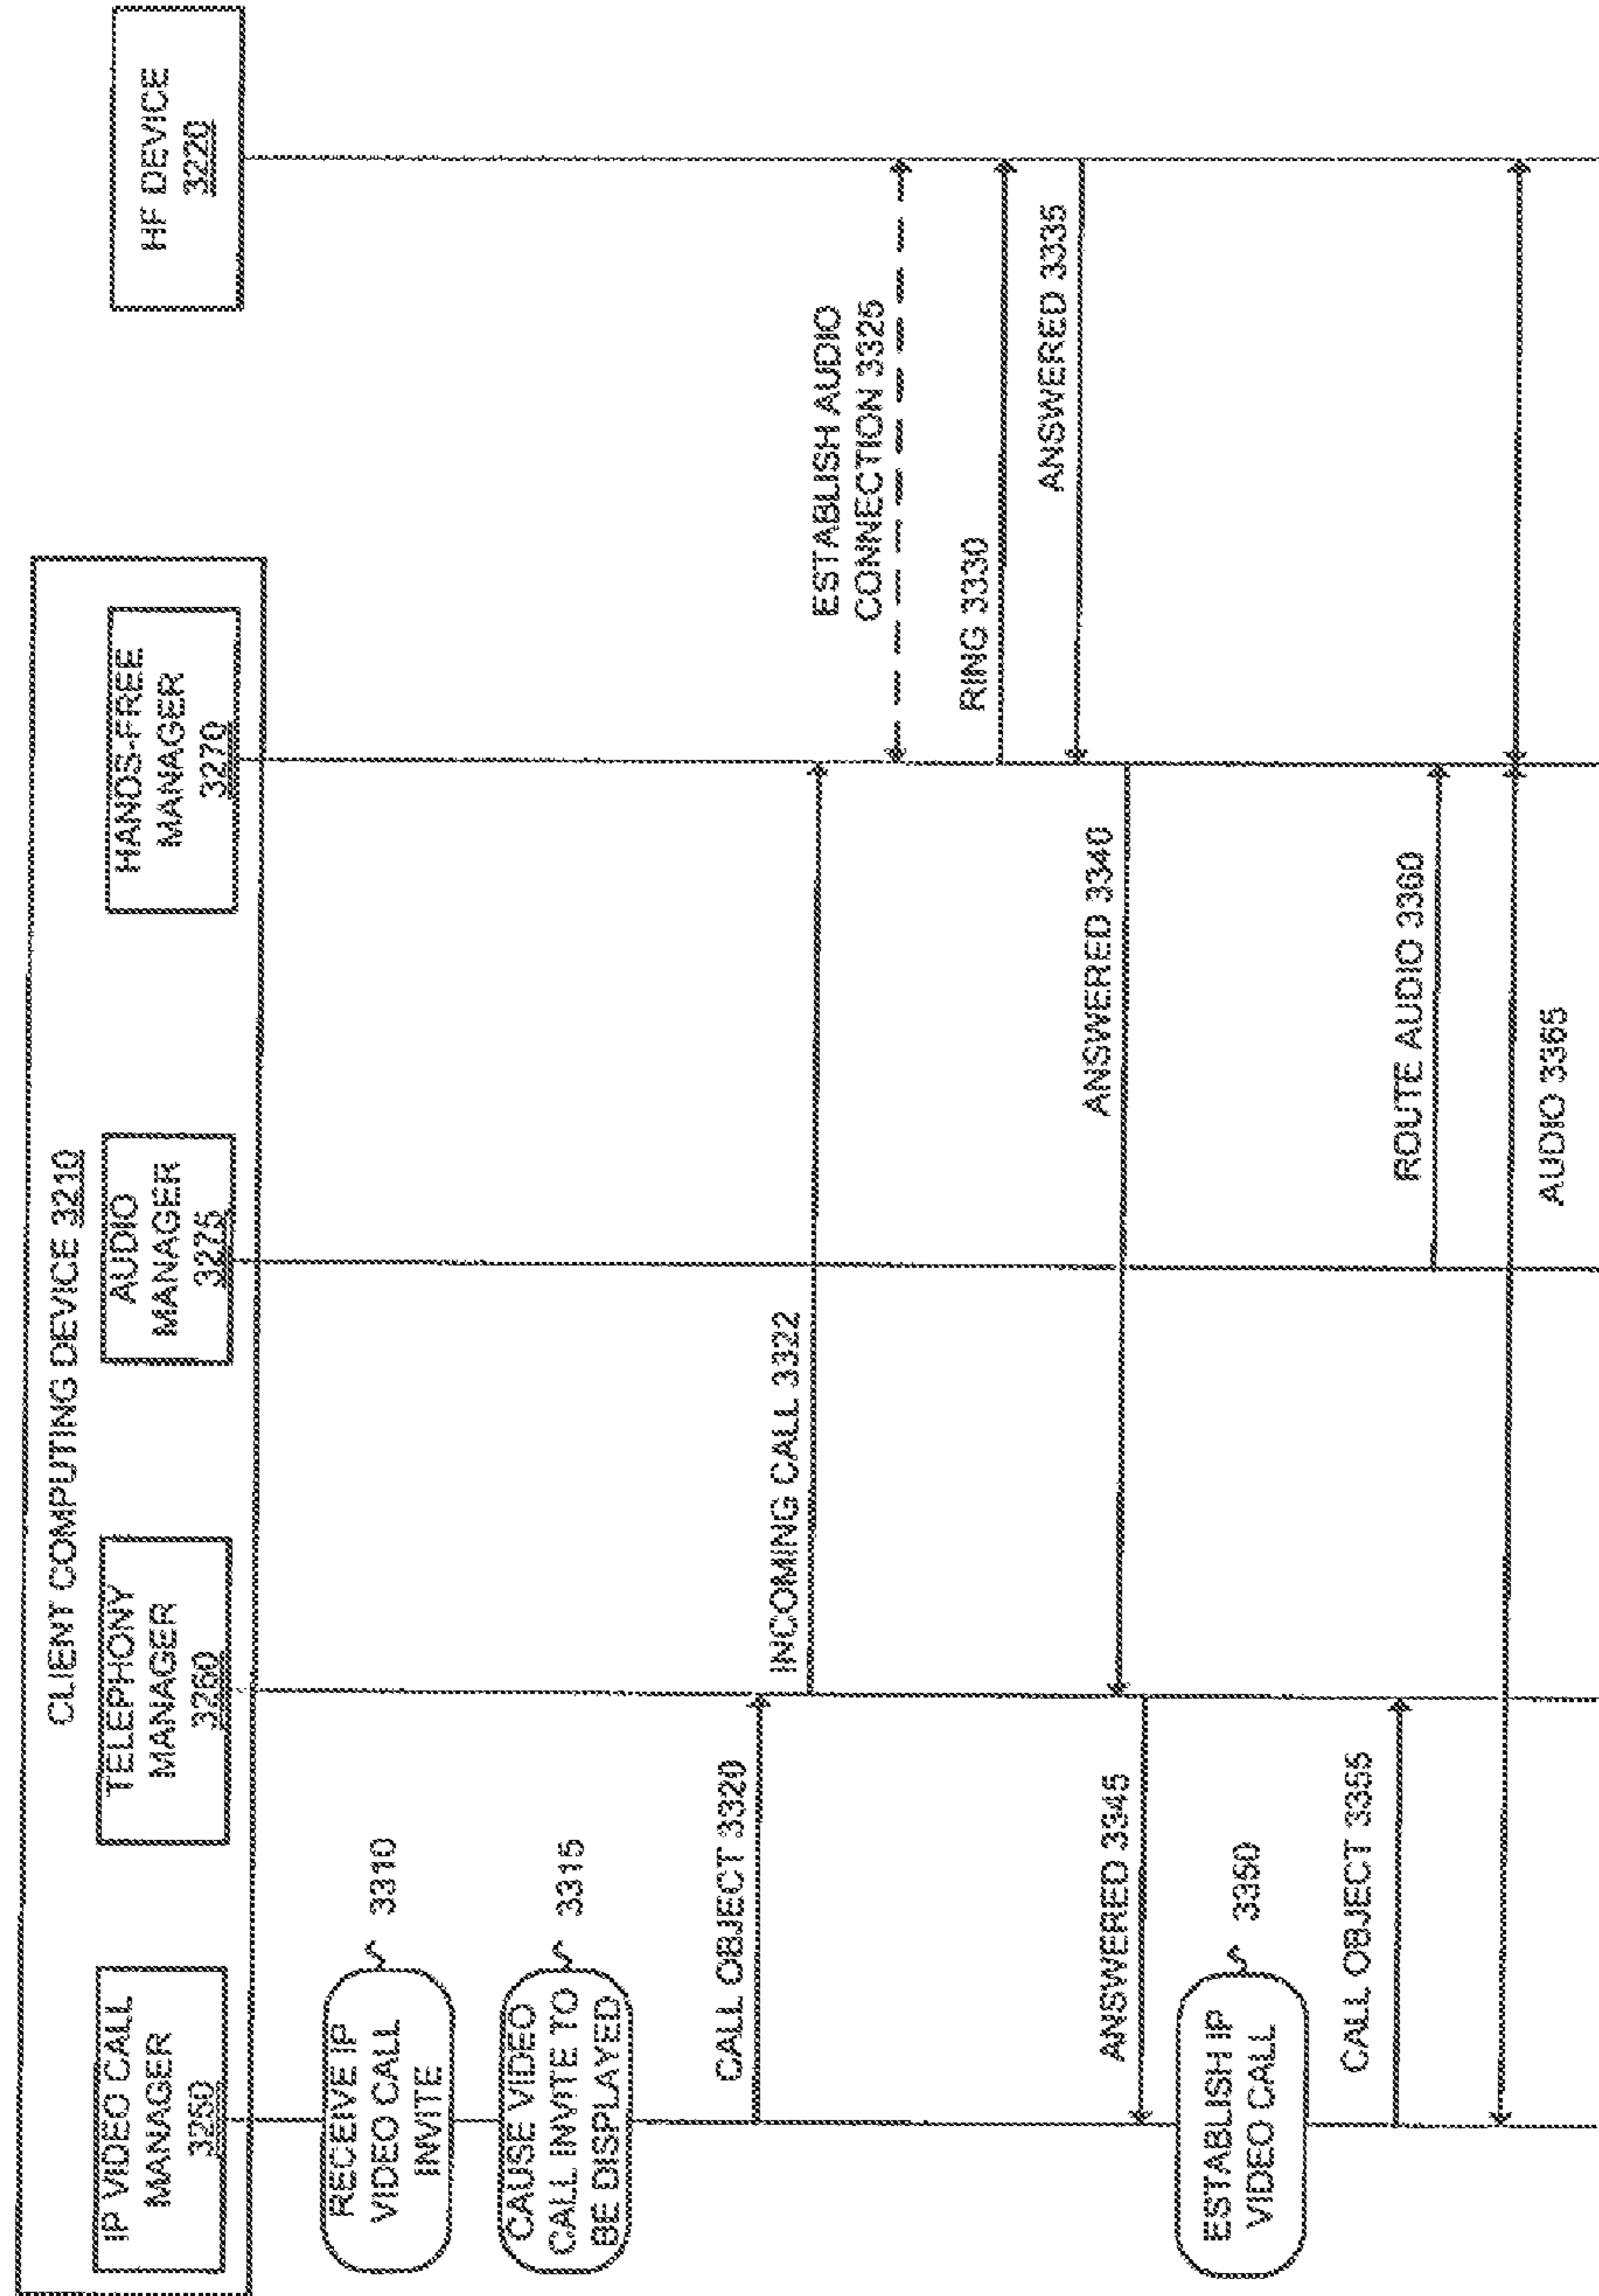 CLIENT COMPUTING DEVICE 3210
IP VIDEO CALL
MANAGER
3250
TELEPHONY
MANAGER
3260
AUDIO
MANAGER
3275
HANDS-FREE
MANAGER
3270
HF DEVICE
3220
RECEIVE IP
VIDEO CALL
INVITE
3310
CAUSE VIDEO
CALL INVITE TO
BE DISPLAYED
3315
CALL OBJECT 3320
INCOMING CALL 3322
ESTABLISH AUDIO
CONNECTION 3325
RING 3330
ANSWERED 3335
ANSWERED 3340
ANSWERED 3345
ESTABLISH IP
VIDEO CALL
3350
CALL OBJECT 3355
ROUTE AUDIO 3360
AUDIO 3365